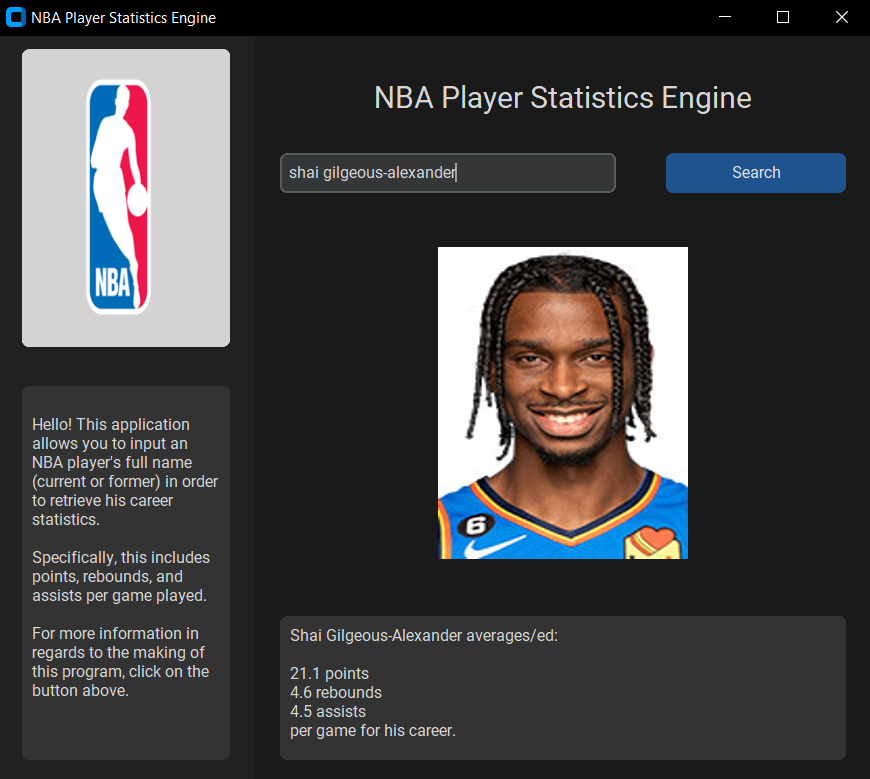 NBA Player Statistics Engine
NBA
Hello! This application
allows you to input an
NBA player's full name
(current or former) in order
to retrieve his career
statistics.
Specifically, this includes
points, rebounds, and
assists per game played.
For more information in
regards to the making of
this program, click on the
button above.
NBA Player Statistics Engine
shai gilgeous-alexander
Search
6
Shai Gilgeous-Alexander averages/ed:
21.1 points
4.6 rebounds
4.5 assists
per game for his career.